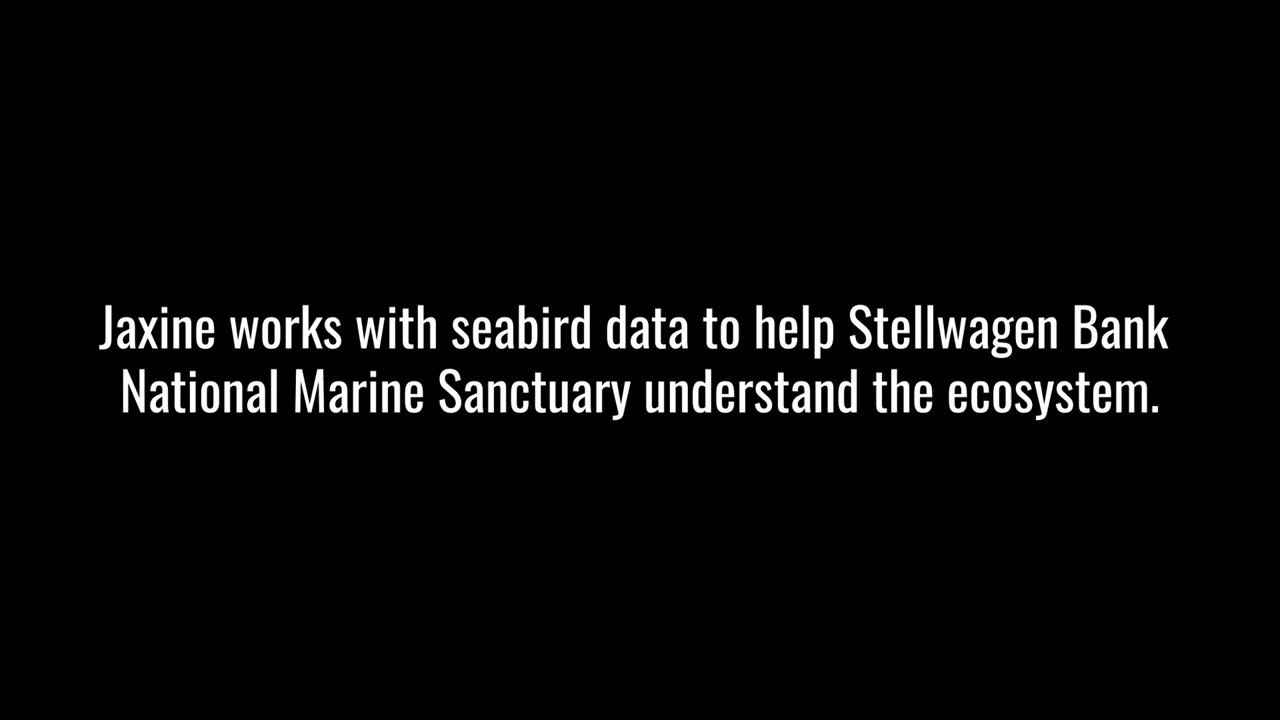 Jaxine works with seabird data to help Stellwagen Bank
National Marine Sanctuary understand the ecosystem.